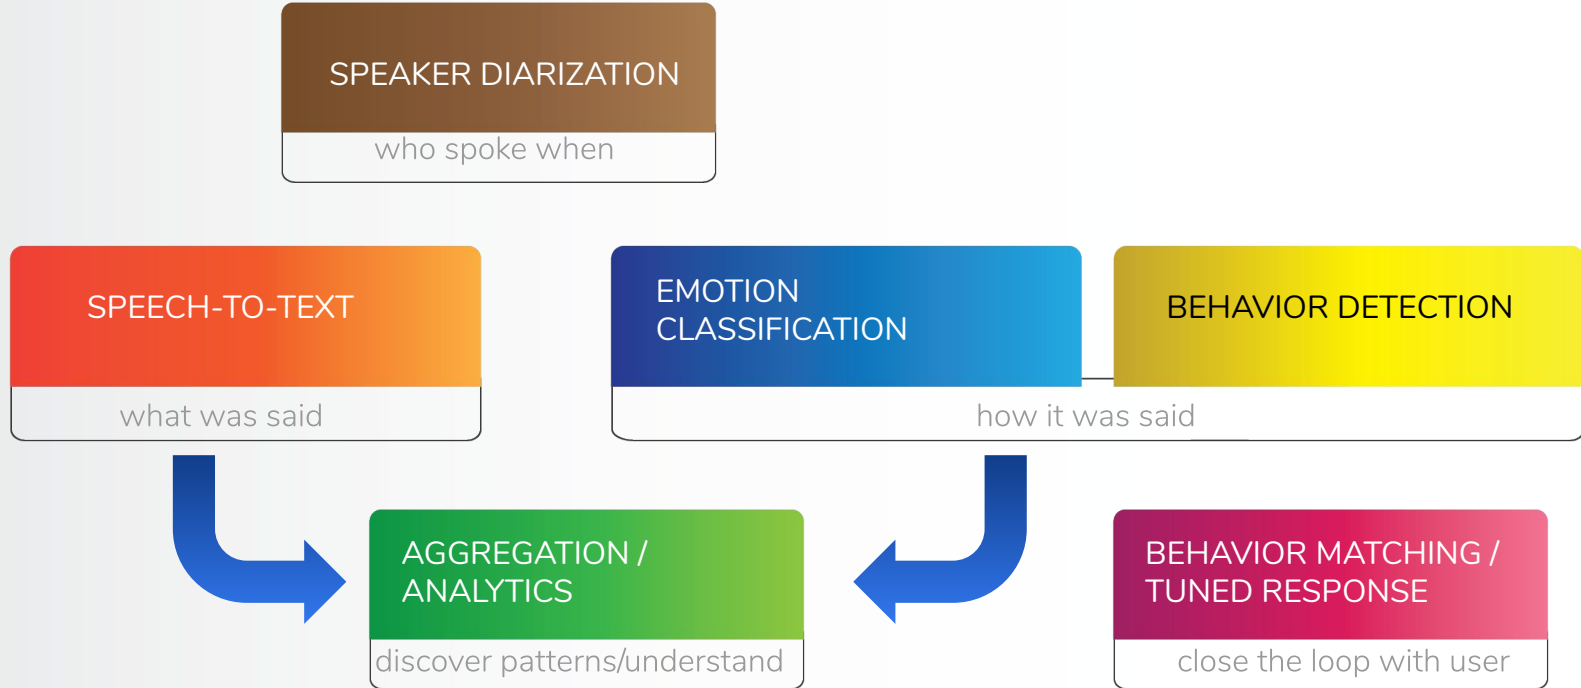 SPEAKER DIARIZATION
who spoke when
SPEECH-TO-TEXT
what was said
EMOTION
CLASSIFICATION
BEHAVIOR DETECTION
how it was said
AGGREGATION /
ANALYTICS
discover patterns/understand
BEHAVIOR MATCHING /
TUNED RESPONSE
close the loop with user